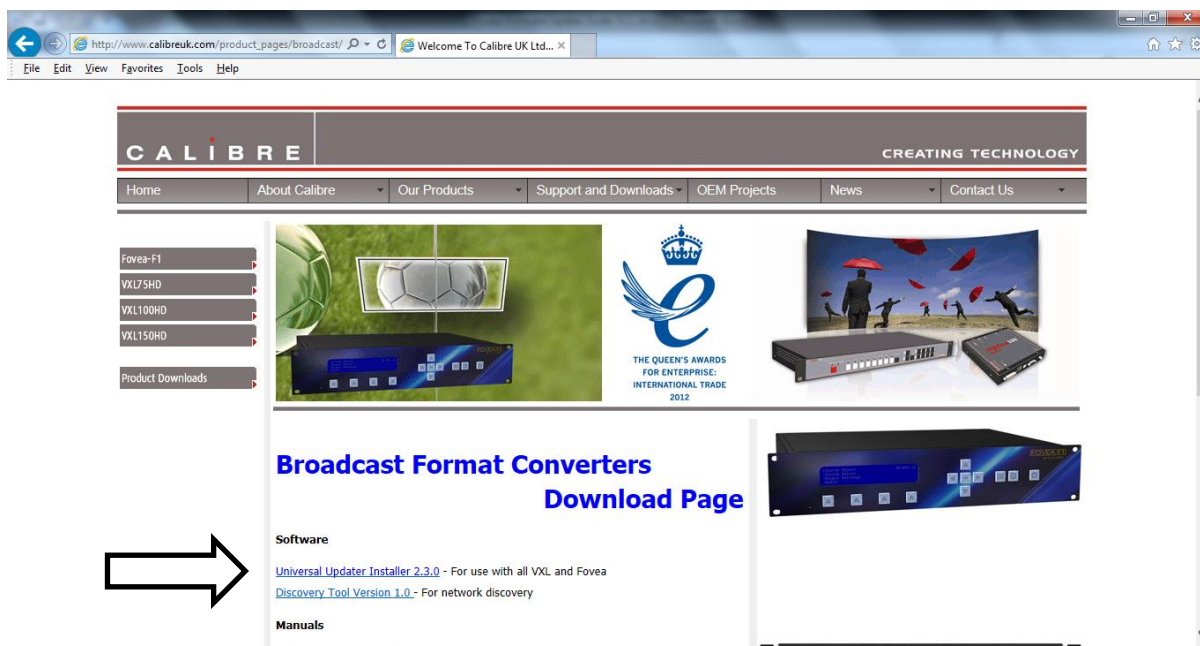 http://www.calibreuk.com/product_pages/broadcast/
Welcome To Calibre UK Ltd...
File Edit View Favorites Tools Help
CALIBRE
CREATING TECHNOLOGY
Home About Calibre Our Products Support and Downloads OEM Projects News Contact Us
Fovea-F1
VXL75HD
VXL100HD
VXL150HD
Product Downloads
THE QUEEN'S AWARDS
FOR ENTERPRISE:
INTERNATIONAL TRADE
2012
Broadcast Format Converters
Download Page
FOVEA-F1
Software
Universal Updater Installer 2.3.0 - For use with all VXL and Fovea
Discovery Tool Version 1.0 - For network discovery
Manuals